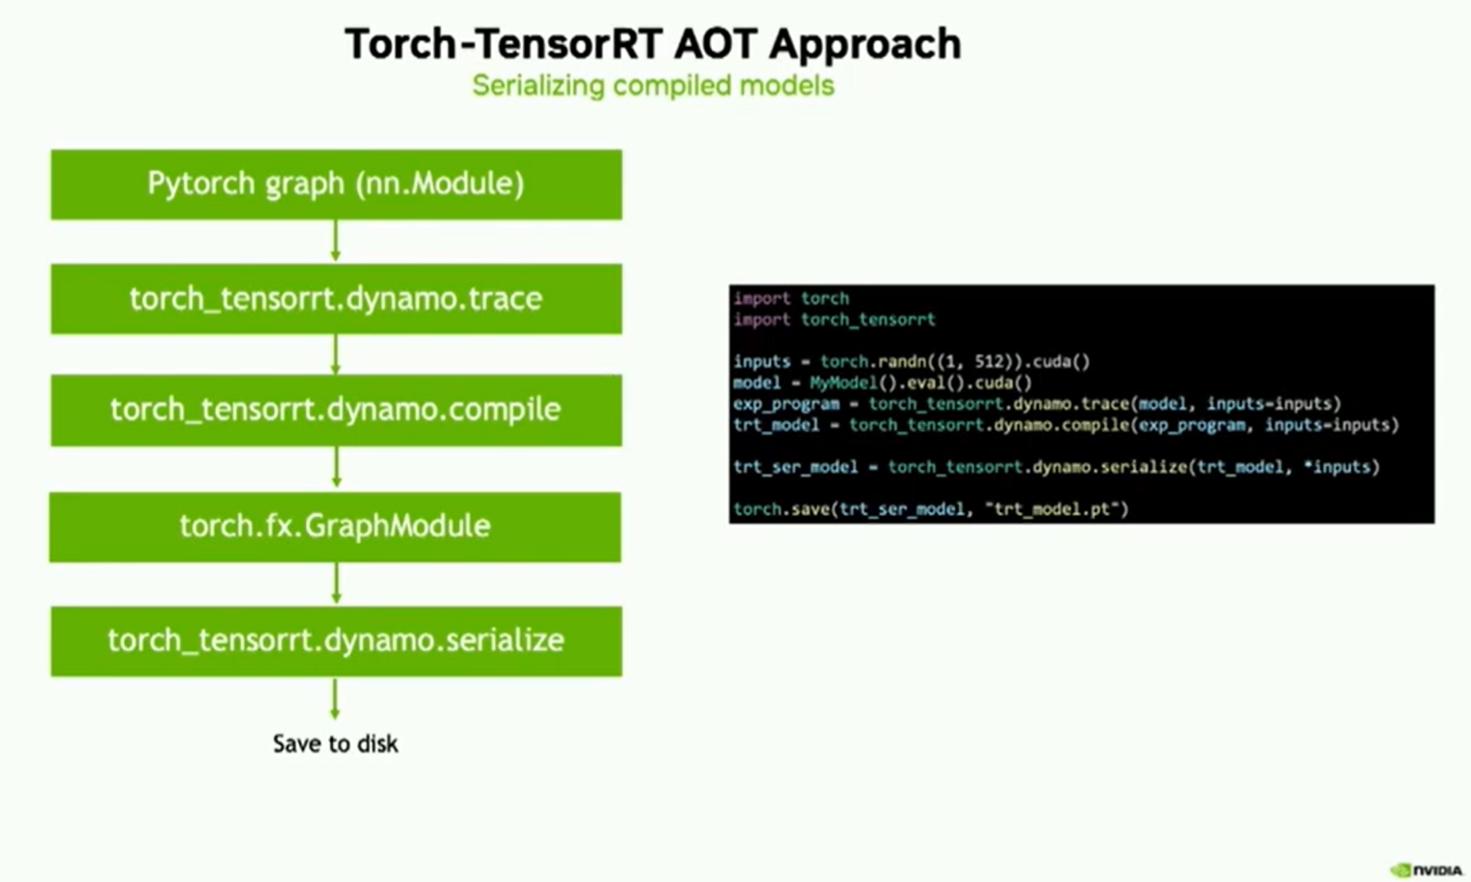 Torch-TensorRT AOT Approach
Serializing compiled models
Pytorch graph (nn.Module)
torch_tensorrt.dynamo.trace
torch_tensorrt.dynamo.compile
torch.fx.GraphModule
torch_tensorrt.dynamo.serialize
Save to disk
import torch
import torch_tensorrt
inputs = torch.randn((1, 512)).cuda()
model = MyModel().eval().cuda()
exp_program = torch_tensorrt.dynamo.trace(model, inputs=inputs)
trt_model = torch_tensorrt.dynamo.compile(exp_program, inputs=inputs)
trt_ser_model = torch_tensorrt.dynamo.serialize(trt_model, *inputs)
torch.save(trt_ser_model, "trt_model.pt")
NVIDIA